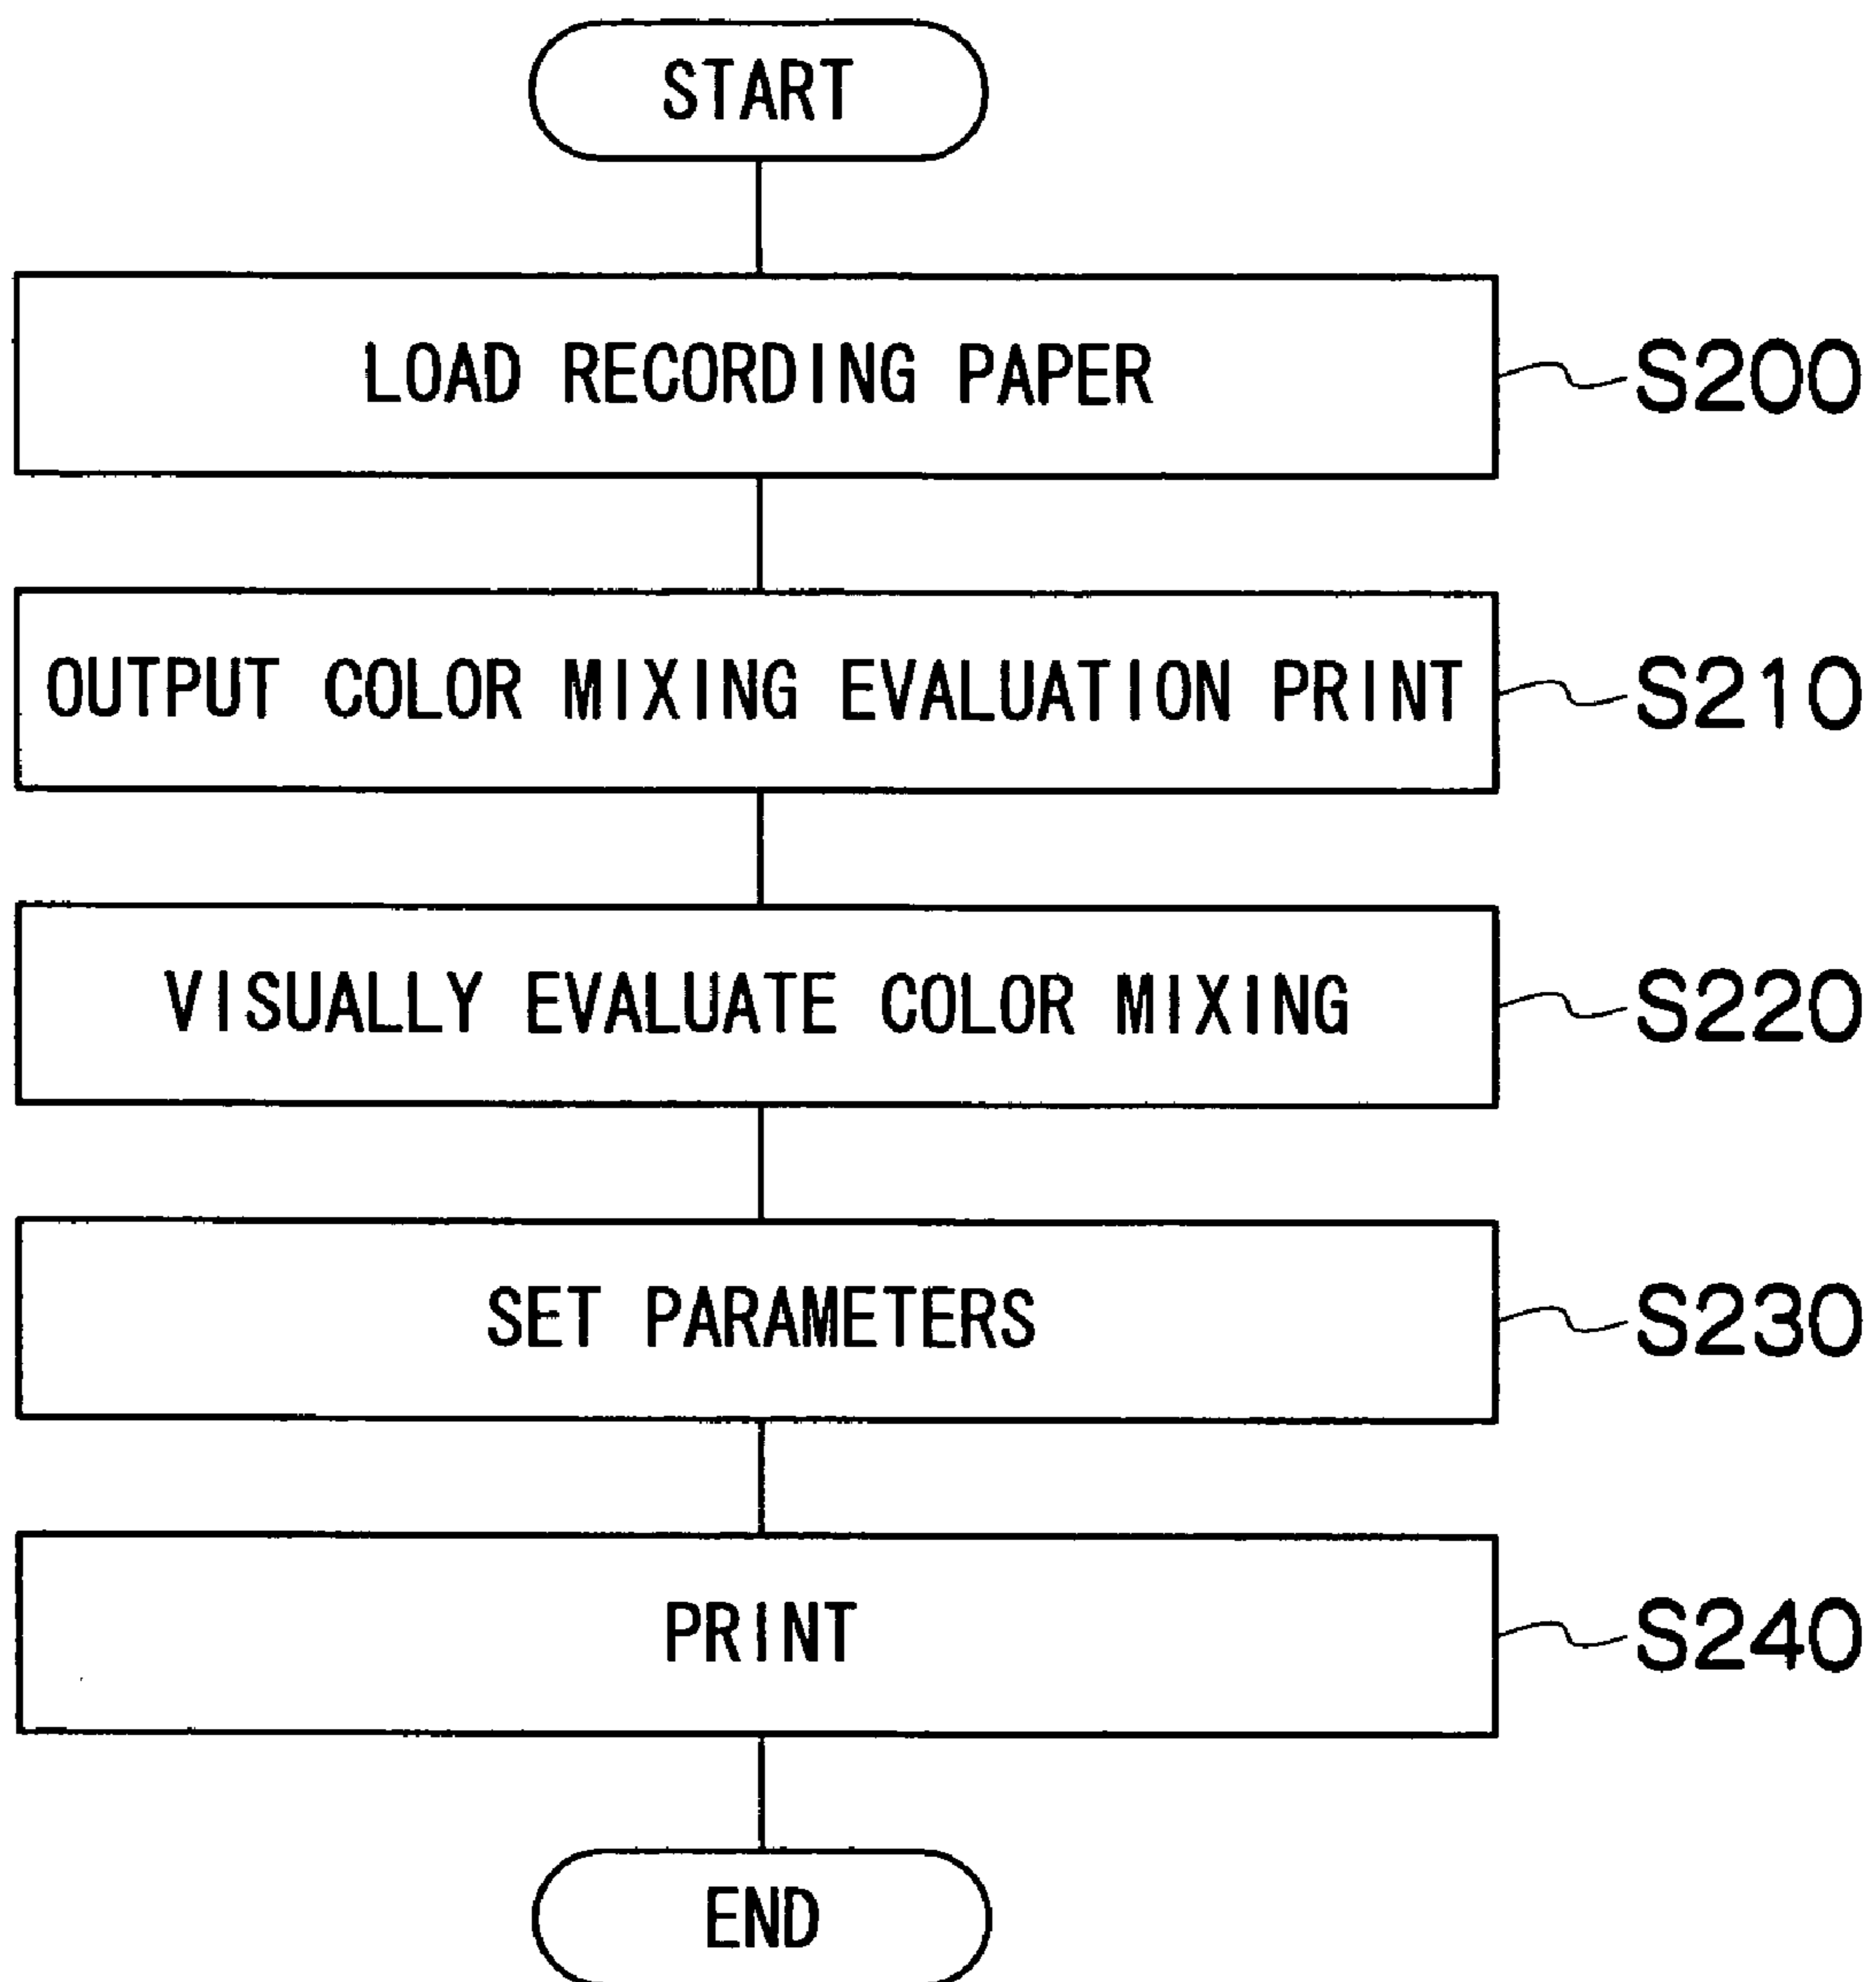 START
LOAD RECORDING PAPER
S200
OUTPUT COLOR MIXING EVALUATION PRINT
S210
VISUALLY EVALUATE COLOR MIXING
S220
SET PARAMETERS
S230
PRINT
S240
END